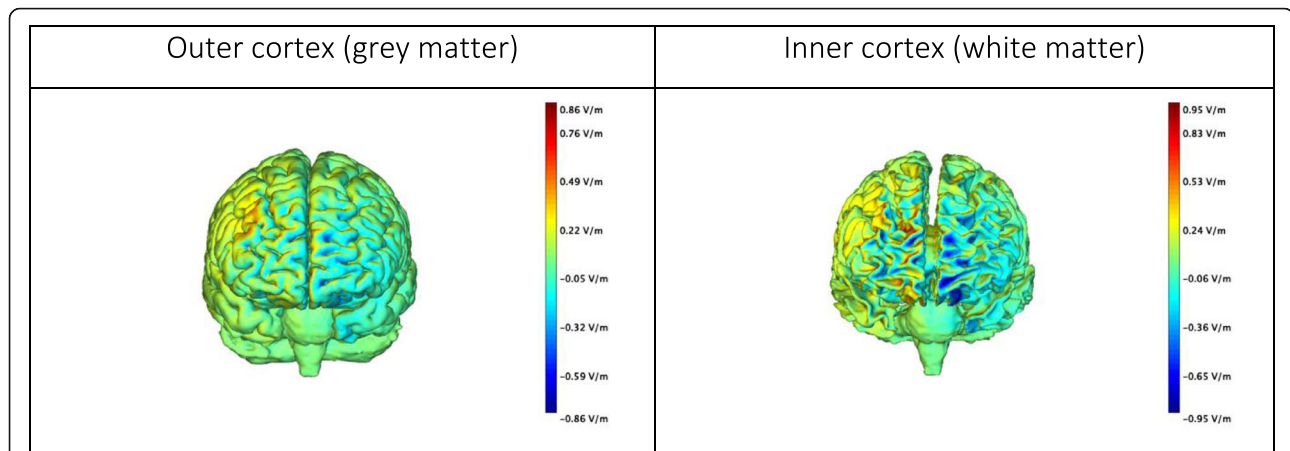 Outer cortex (grey matter)
Inner cortex (white matter)
0.86 V/m
0.76 V/m
0.49 V/m
0.22 V/m
−0.05 V/m
−0.32 V/m
−0.59 V/m
−0.86 V/m
0.95 V/m
0.83 V/m
0.53 V/m
0.24 V/m
−0.06 V/m
−0.36 V/m
−0.65 V/m
−0.95 V/m